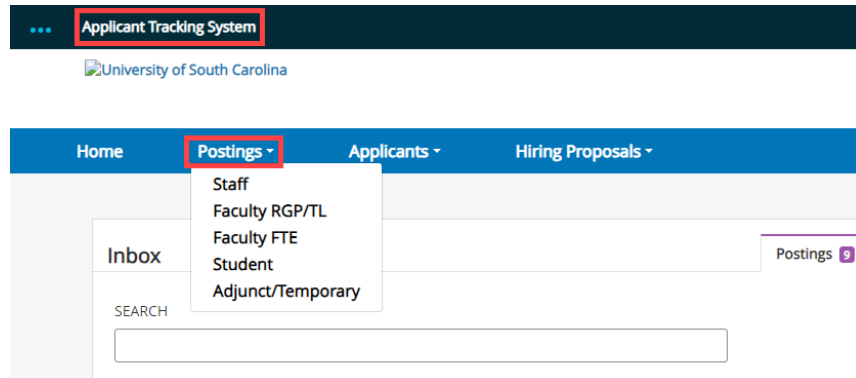 Applicant Tracking System
University of South Carolina
Home Postings Applicants Hiring Proposals
Staff
Faculty RGP/TL
Faculty FTE
Student
Adjunct/Temporary
Inbox
Postings 9
SEARCH